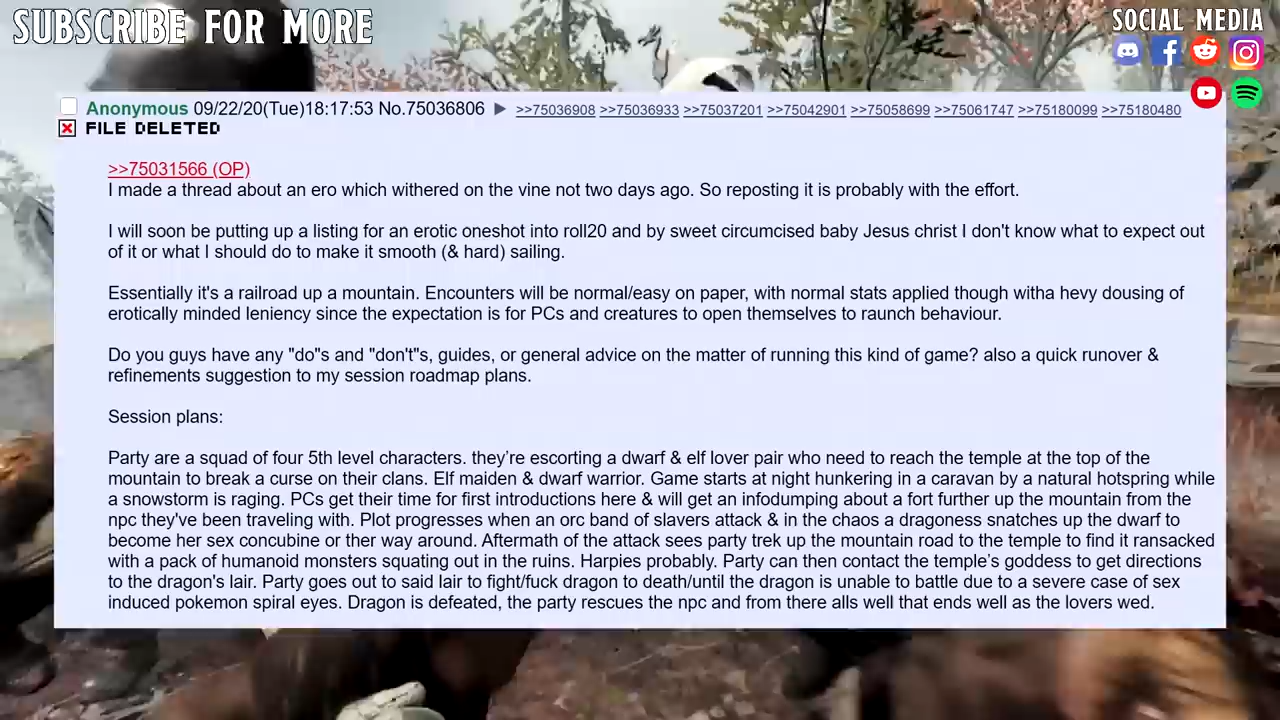 SUBSCRIBE FOR MORE
SOCIAL MEDIA
Anonymous 09/22/20(Tue)18:17:53 No.75036806 ▶ >>75036908 >>75036933 >>75037201 >>75042901 >>75058699 >>75061747 >>75180099 >>75180480
FILE DELETED
>>75031566 (OP)
I made a thread about an ero which withered on the vine not two days ago. So reposting it is probably with the effort.
I will soon be putting up a listing for an erotic oneshot into roll20 and by sweet circumcised baby Jesus christ I don't know what to expect out
of it or what I should do to make it smooth (& hard) sailing.
Essentially it's a railroad up a mountain. Encounters will be normal/easy on paper, with normal stats applied though witha hevy dousing of
erotically minded leniency since the expectation is for PCs and creatures to open themselves to raunch behaviour.
Do you guys have any "do"s and "don't"s, guides, or general advice on the matter of running this kind of game? also a quick runover &
refinements suggestion to my session roadmap plans.
Session plans:
Party are a squad of four 5th level characters. they're escorting a dwarf & elf lover pair who need to reach the temple at the top of the
mountain to break a curse on their clans. Elf maiden & dwarf warrior. Game starts at night hunkering in a caravan by a natural hotspring while
a snowstorm is raging. PCs get their time for first introductions here & will get an infodumping about a fort further up the mountain from the
npc they've been traveling with. Plot progresses when an orc band of slavers attack & in the chaos a dragoness snatches up the dwarf to
become her sex concubine or ther way around. Aftermath of the attack sees party trek up the mountain road to the temple to find it ransacked
with a pack of humanoid monsters squating out in the ruins. Harpies probably. Party can then contact the temple's goddess to get directions
to the dragon's lair. Party goes out to said lair to fight/fuck dragon to death/until the dragon is unable to battle due to a severe case of sex
induced pokemon spiral eyes. Dragon is defeated, the party rescues the npc and from there alls well that ends well as the lovers wed.